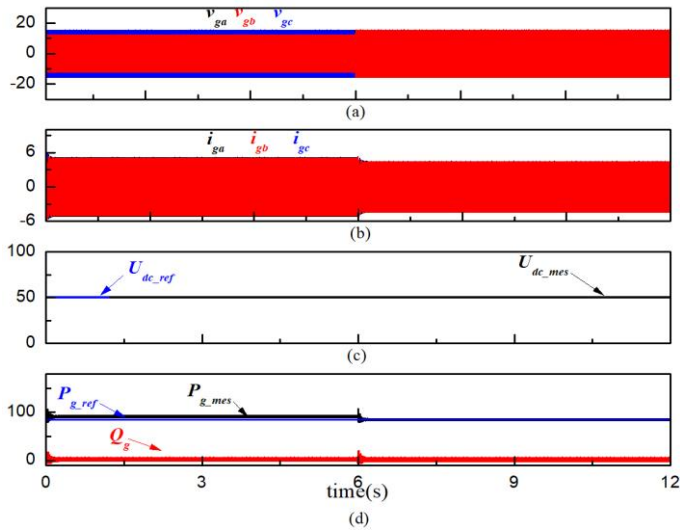 v_ga v_gb v_gc
20
0
-20
(a)
i_ga i_gb i_gc
6
0
-6
(b)
100
50
0
U_dc_ref
U_dc_mes
(c)
100
0
P_g_ref
P_g_mes
Q_g
0 3 6 9 12
time(s)
(d)